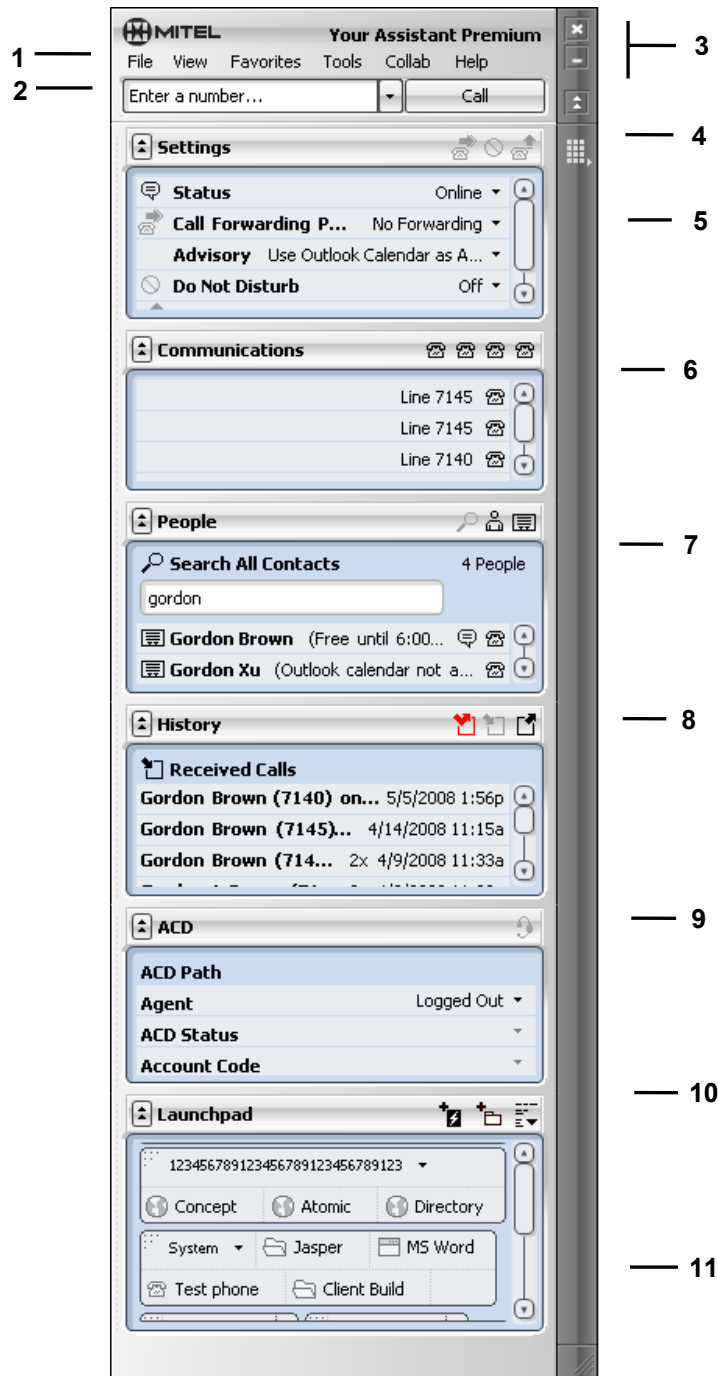 MITEL
Your Assistant Premium
File View Favorites Tools Collab Help
Enter a number... Call
Settings
Status Online
Call Forwarding P... No Forwarding
Advisory Use Outlook Calendar as A...
Do Not Disturb Off
Communications
Line 7145
Line 7145
Line 7140
People
Search All Contacts 4 People
gordon
Gordon Brown (Free until 6:00...
Gordon Xu (Outlook calendar not a...
History
Received Calls
Gordon Brown (7140) on... 5/5/2008 1:56p
Gordon Brown (7145)... 4/14/2008 11:15a
Gordon Brown (714... 2x 4/9/2008 11:33a
ACD
ACD Path
Agent Logged Out
ACD Status
Account Code
Launchpad
12345678912345678912345678​9123
Concept Atomic Directory
System Jasper MS Word
Test phone Client Build
1
2
3
4
5
6
7
8
9
10
11